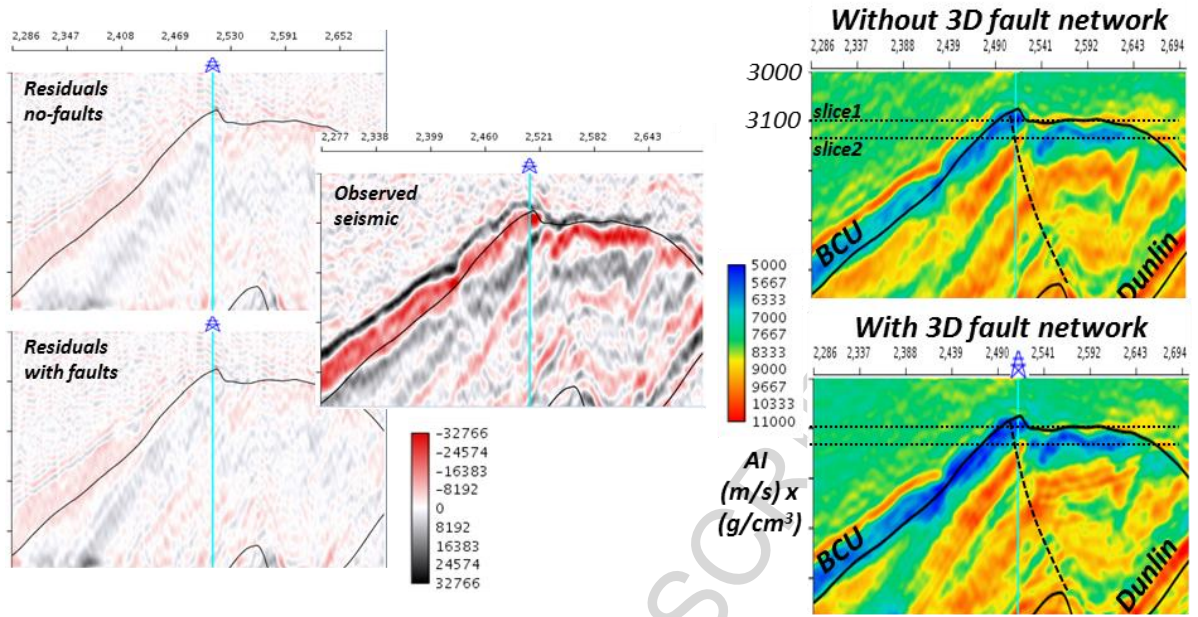 2,286 2,347 2,408 2,469 2,530 2,591 2,652
Residuals
no-faults
Residuals
with faults
2,277 2,338 2,399 2,460 2,521 2,582 2,643
Observed
seismic
-32766
-24574
-16383
-8192
0
8192
16383
24574
32766
Without 3D fault network
2,286 2,337 2,388 2,439 2,490 2,541 2,592 2,643 2,694
3000
3100
slice1
slice2
BCU
Dunlin
5000
5667
6333
7000
7667
8333
9000
9667
10333
11000
AI
(m/s) x
(g/cm³)
With 3D fault network
2,286 2,337 2,388 2,439 2,490 2,541 2,592 2,643 2,694
BCU
Dunlin
SCR